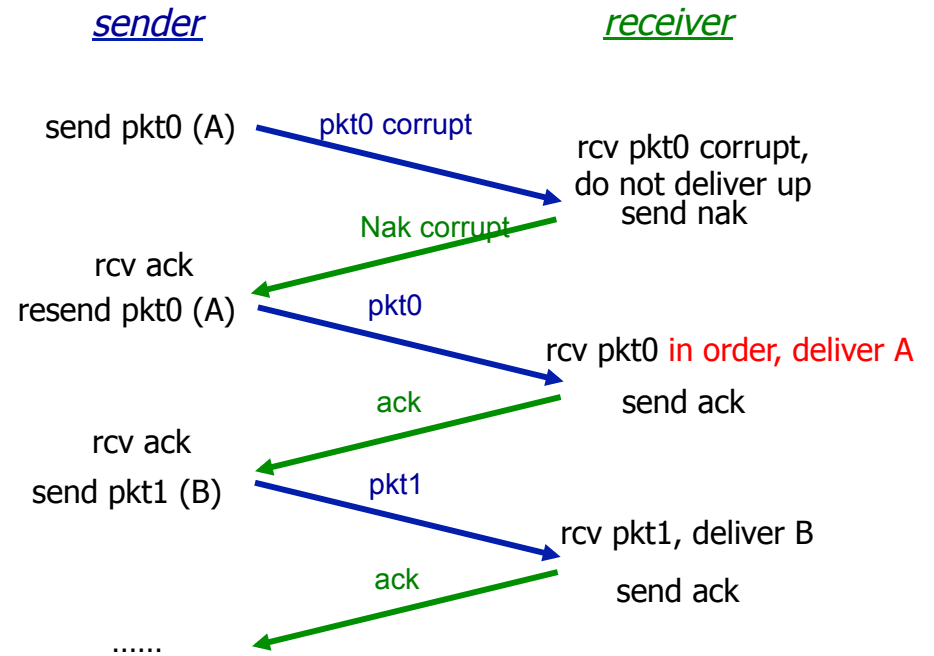 sender
receiver
send pkt0 (A)
pkt0 corrupt
rcv pkt0 corrupt,
do not deliver up
send nak
Nak corrupt
rcv ack
resend pkt0 (A)
pkt0
rcv pkt0 in order, deliver A
ack
send ack
rcv ack
send pkt1 (B)
pkt1
rcv pkt1, deliver B
ack
send ack
......